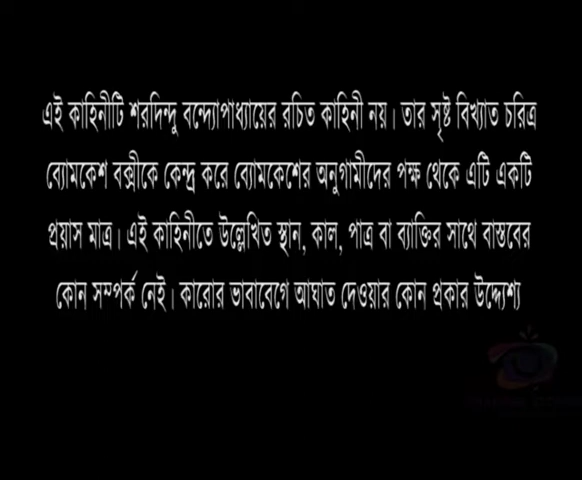 এই কাহিনীটি শরদিন্দু বন্দ্যোপাধ্যায়ের রচিত কাহিনী নয়। তার সৃষ্ট বিখ্যাত চরিত্র
ব্যোমকেশ বক্সীকে কেন্দ্র করে ব্যোমকেশের অনুগামীদের পক্ষ থেকে এটি একটি
প্রয়াস মাত্র। এই কাহিনীতে উল্লেখিত স্থান, কাল, পাত্র বা ব্যাক্তির সাথে বাস্তবের
কোন সম্পর্ক নেই। কারোর ভাবাবেগে আঘাত দেওয়ার কোন প্রকার উদ্দ্যেশ্য